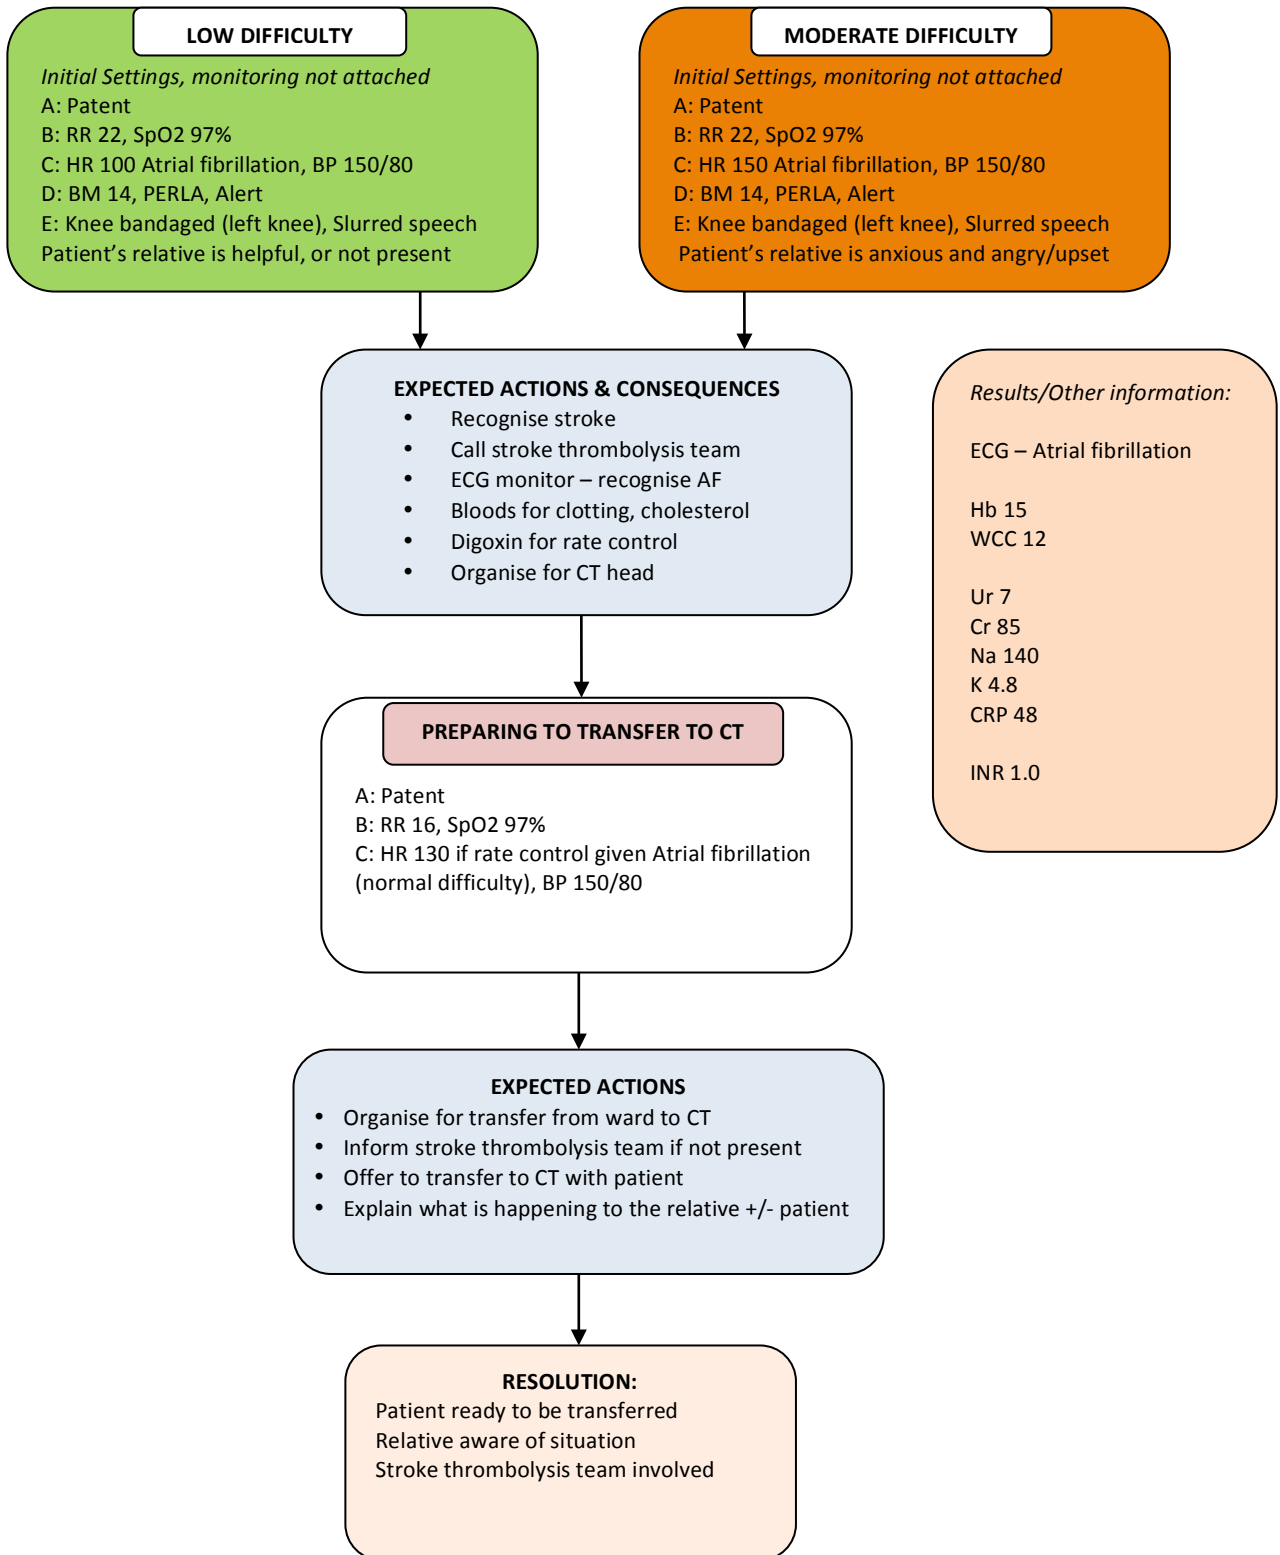 LOW DIFFICULTY
Initial Settings, monitoring not attached
A: Patent
B: RR 22, SpO2 97%
C: HR 100 Atrial fibrillation, BP 150/80
D: BM 14, PERLA, Alert
E: Knee bandaged (left knee), Slurred speech
Patient's relative is helpful, or not present
MODERATE DIFFICULTY
Initial Settings, monitoring not attached
A: Patent
B: RR 22, SpO2 97%
C: HR 150 Atrial fibrillation, BP 150/80
D: BM 14, PERLA, Alert
E: Knee bandaged (left knee), Slurred speech
Patient's relative is anxious and angry/upset
EXPECTED ACTIONS & CONSEQUENCES
• Recognise stroke
• Call stroke thrombolysis team
• ECG monitor – recognise AF
• Bloods for clotting, cholesterol
• Digoxin for rate control
• Organise for CT head
Results/Other information:
ECG – Atrial fibrillation
Hb 15
WCC 12
Ur 7
Cr 85
Na 140
K 4.8
CRP 48
INR 1.0
PREPARING TO TRANSFER TO CT
A: Patent
B: RR 16, SpO2 97%
C: HR 130 if rate control given Atrial fibrillation
(normal difficulty), BP 150/80
EXPECTED ACTIONS
• Organise for transfer from ward to CT
• Inform stroke thrombolysis team if not present
• Offer to transfer to CT with patient
• Explain what is happening to the relative +/- patient
RESOLUTION:
Patient ready to be transferred
Relative aware of situation
Stroke thrombolysis team involved